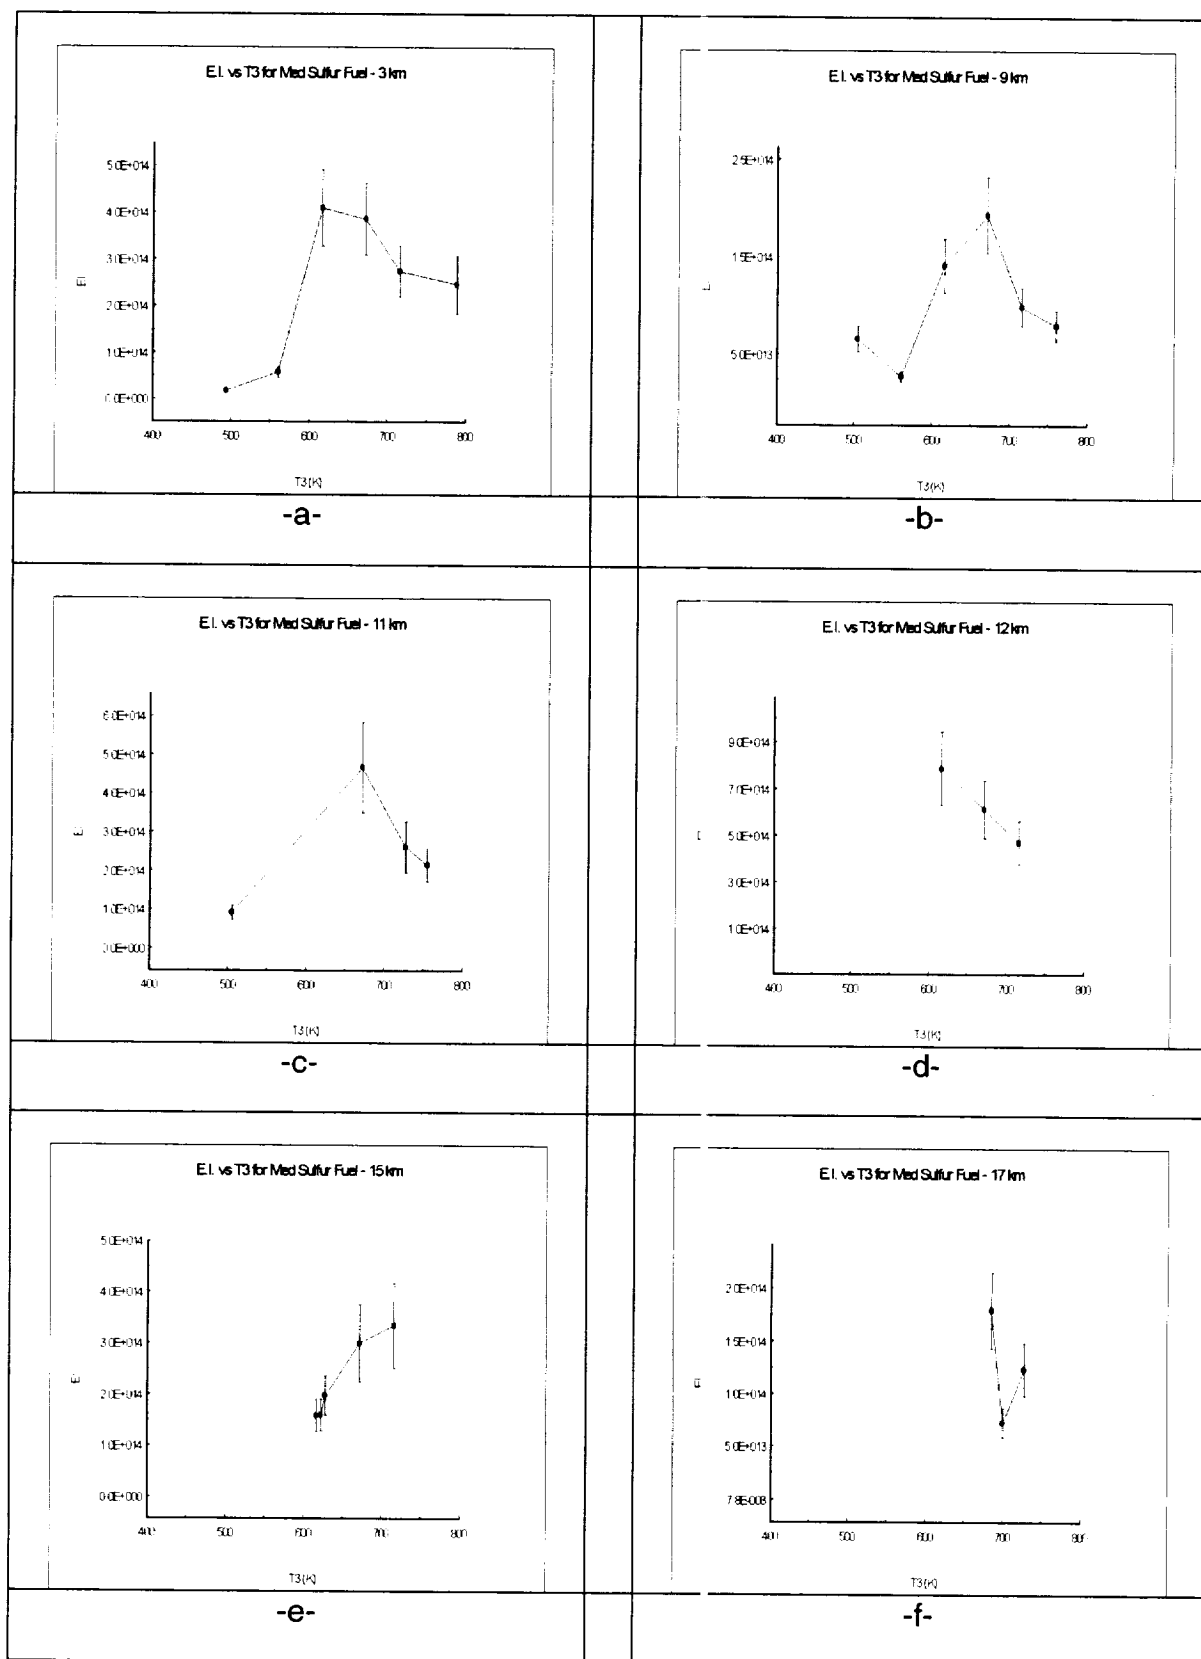 E.I. vs T3 for Med Sulfur Fuel - 3 km
5.0E+014
4.0E+014
3.0E+014
2.0E+014
1.0E+014
0.0E+000
EI
400 500 600 700 800
T3 (K)
-a-
E.I. vs T3 for Med Sulfur Fuel - 9 km
2.5E+014
1.5E+014
5.0E+013
400 500 600 700 800
T3 (K)
-b-
E.I. vs T3 for Med Sulfur Fuel - 11 km
6.0E+014
5.0E+014
4.0E+014
3.0E+014
2.0E+014
1.0E+014
0.0E+000
EI
400 500 600 700 800
T3 (K)
-c-
E.I. vs T3 for Med Sulfur Fuel - 12 km
9.0E+014
7.0E+014
5.0E+014
3.0E+014
1.0E+014
400 500 600 700 800
T3 (K)
-d-
E.I. vs T3 for Med Sulfur Fuel - 15 km
5.0E+014
4.0E+014
3.0E+014
2.0E+014
1.0E+014
0.0E+000
EI
400 500 600 700 800
T3 (K)
-e-
E.I. vs T3 for Med Sulfur Fuel - 17 km
2.0E+014
1.5E+014
1.0E+014
5.0E+013
7.8E-008
EI
400 500 600 700 800
T3 (K)
-f-